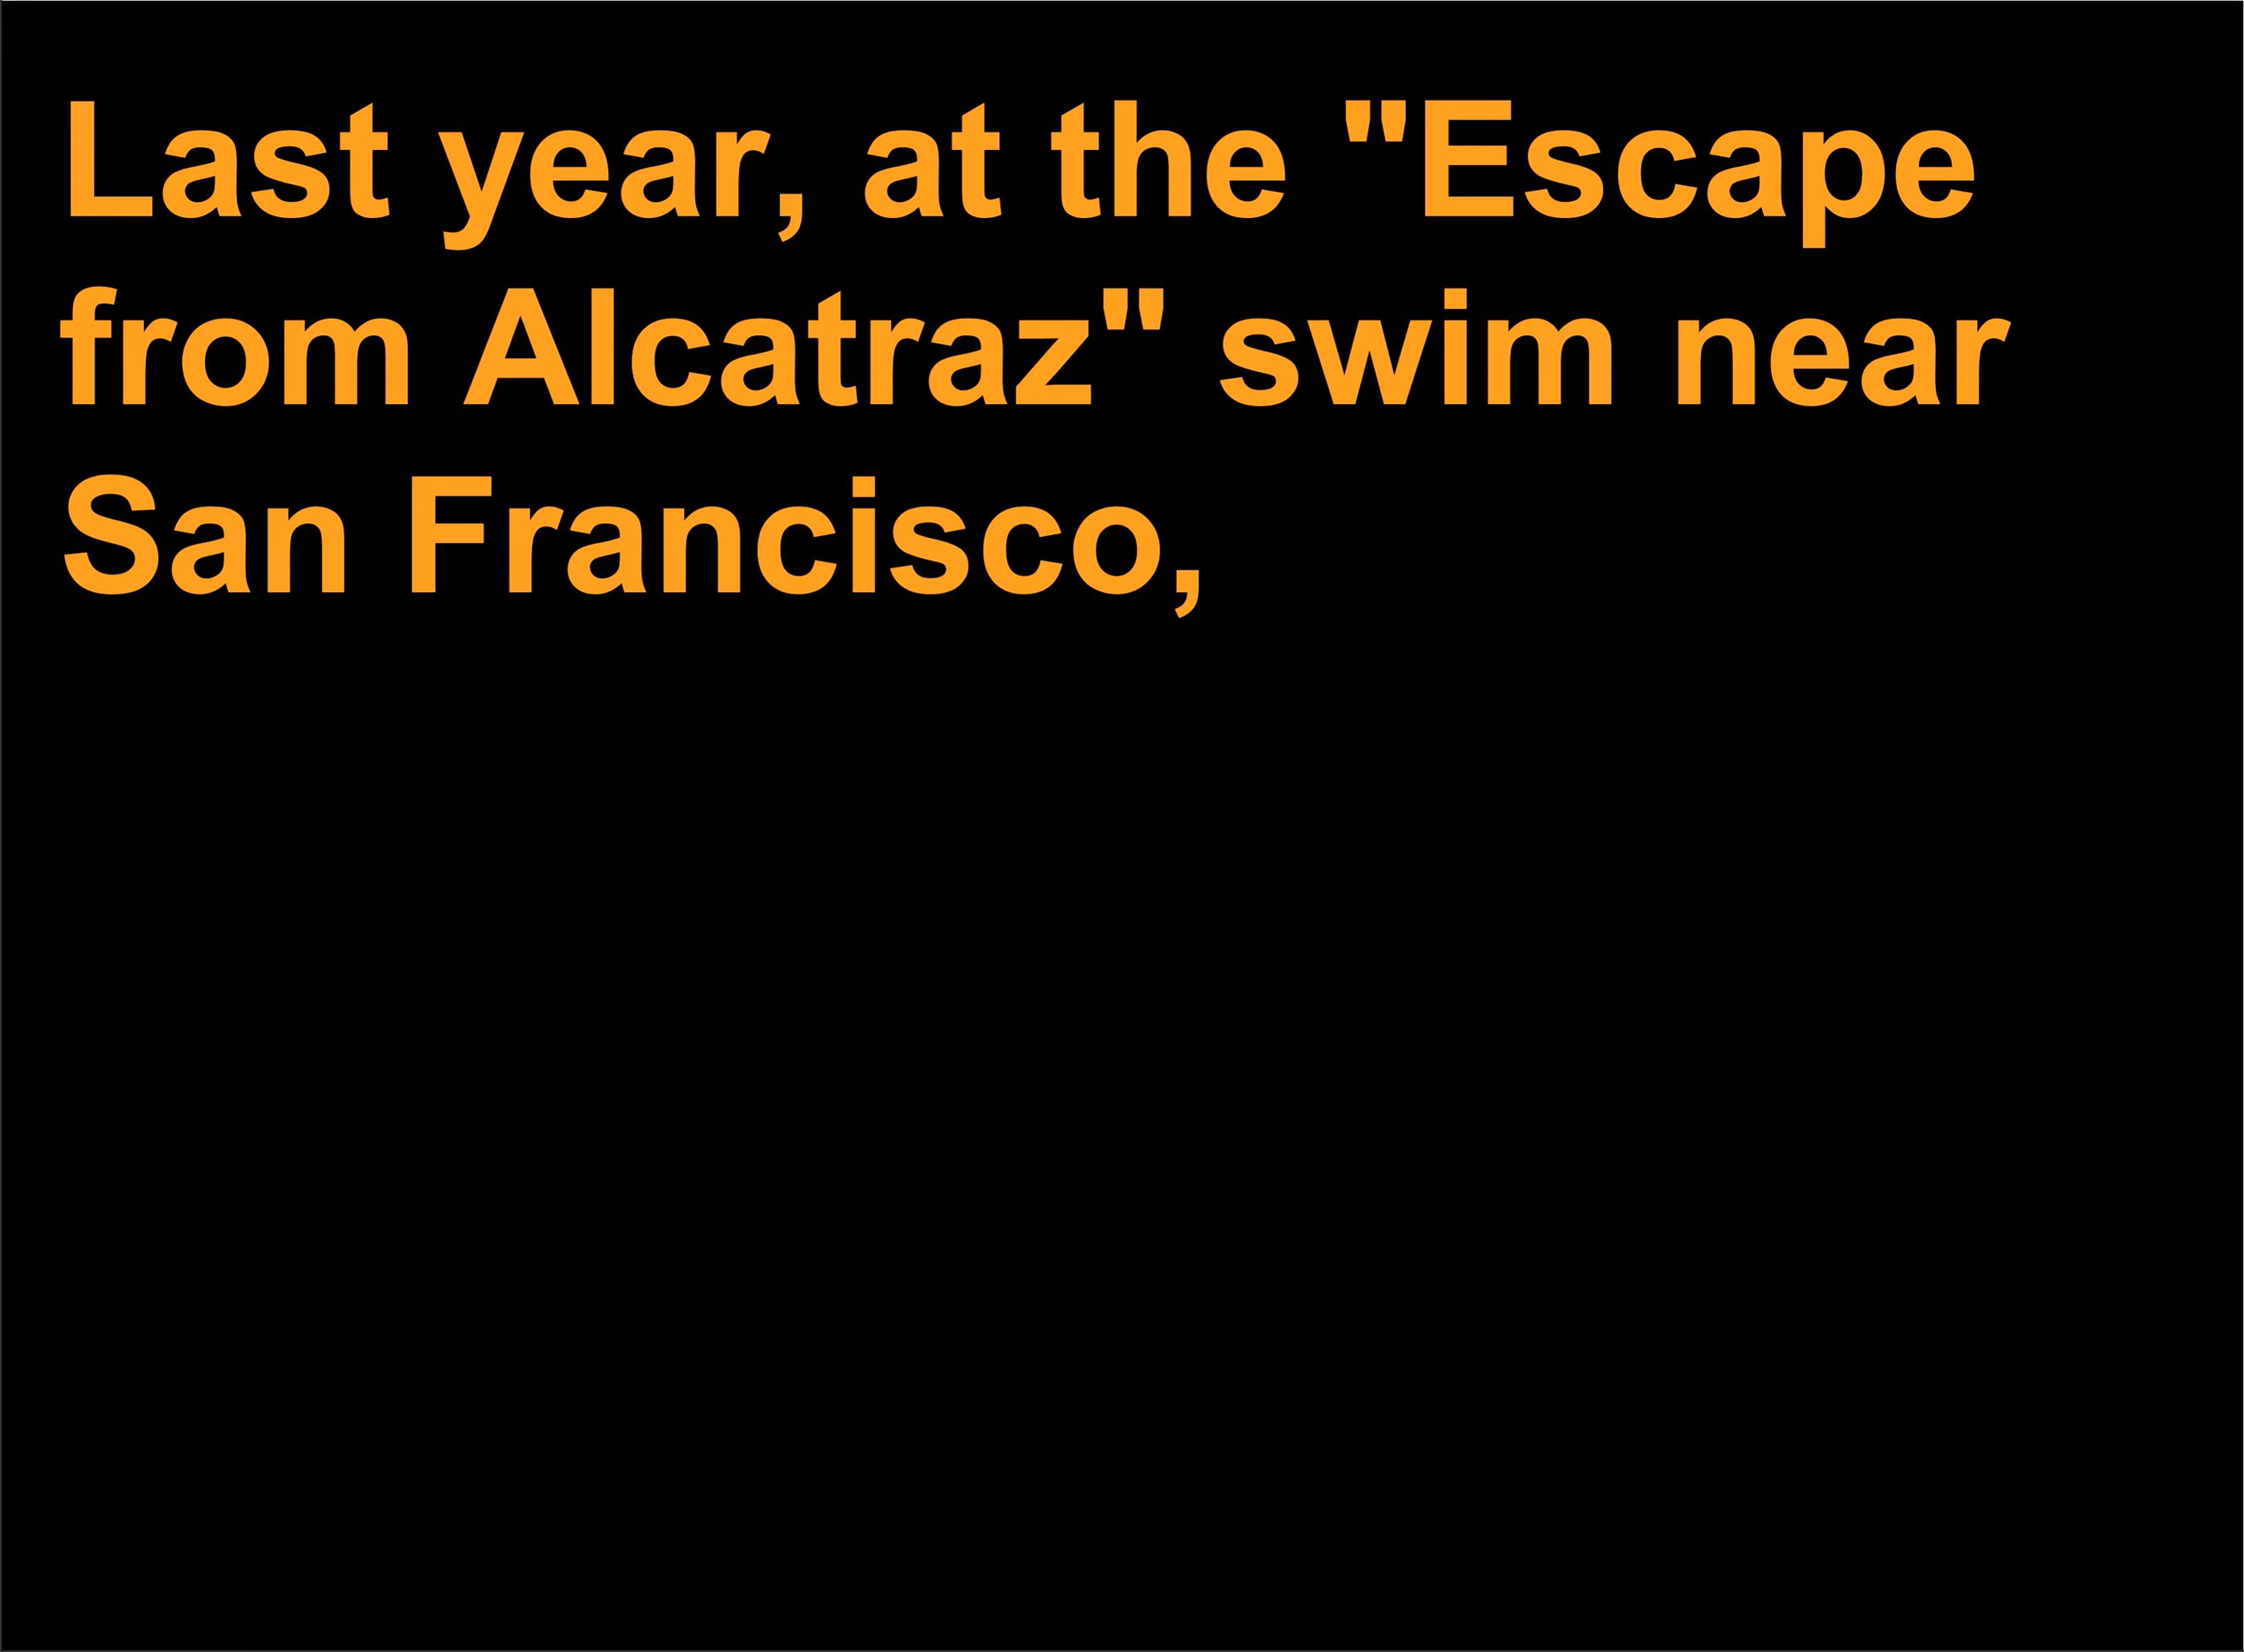 Last year, at the "Escape
from Alcatraz" swim near
San Francisco,